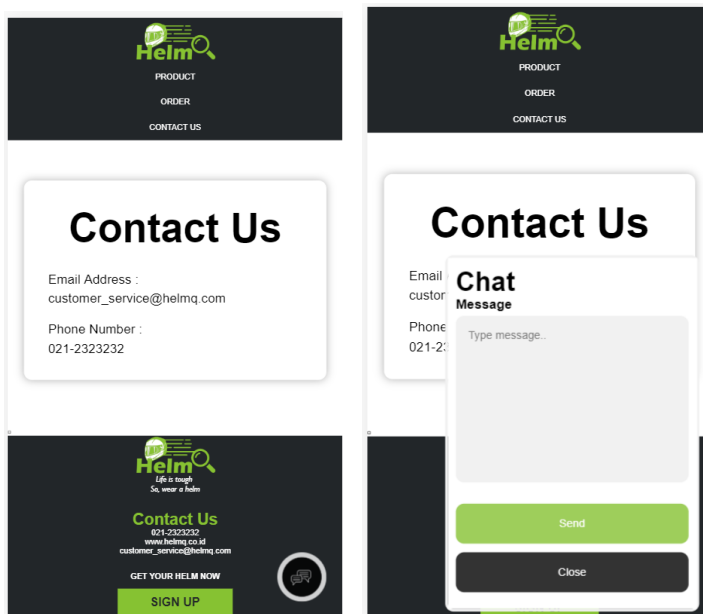 Helm
PRODUCT
ORDER
CONTACT US
Contact Us
Email Address :
customer_service@helmq.com
Phone Number :
021-2323232
Helm
Life is tough
So, wear a helm
Contact Us
021-2323232
www.helmq.co.id
customer_service@helmq.com
GET YOUR HELM NOW
SIGN UP
Helm
PRODUCT
ORDER
CONTACT US
Contact Us
Email
custor
Phone
021-23
Chat
Message
Type message..
Send
Close